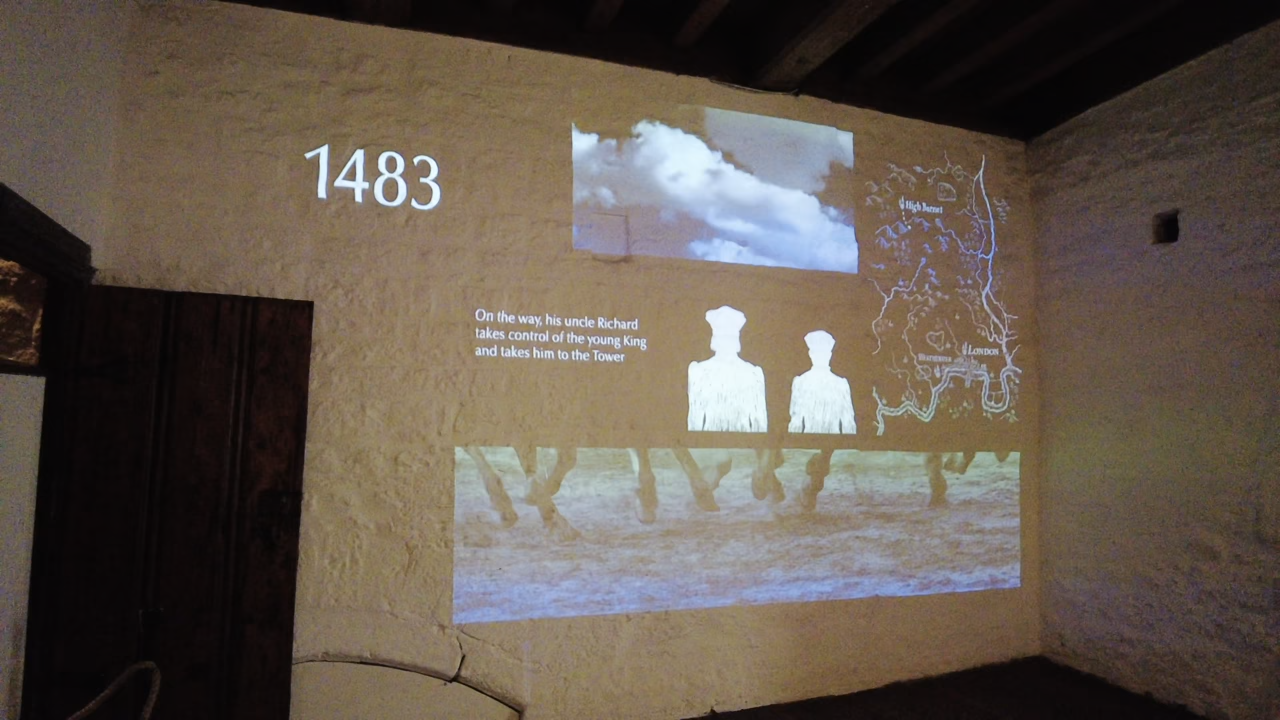 1483
High Barnet
On the way, his uncle Richard
takes control of the young King
and takes him to the Tower
LONDON